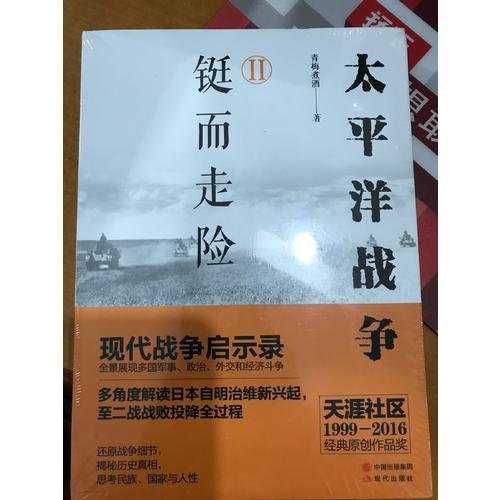 太平洋战争
青梅煮酒——著
II
铤而走险
现代战争启示录
全景展现多国军事、政治、外交和经济斗争
多角度解读日本自明治维新兴起，
至二战战败投降全过程
还原战争细节，
揭秘历史真相，
思考民族、国家与人性
天涯社区
1999－2016
经典原创作品奖
中国出版集团
现代出版社